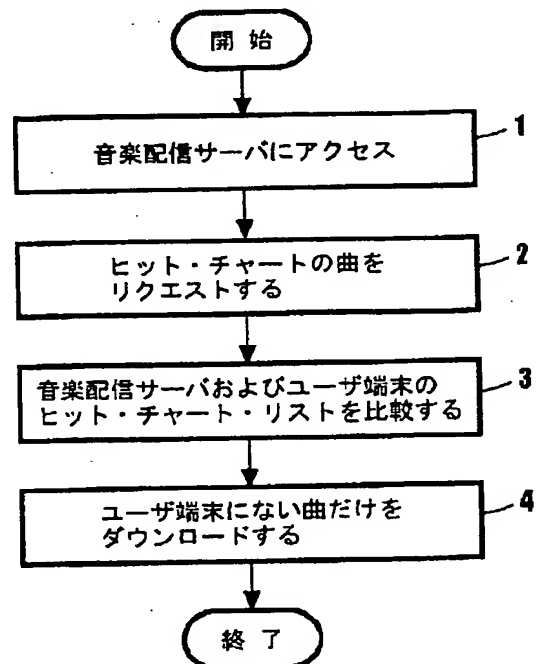 開 始
音楽配信サーバにアクセス
1
ヒット・チャートの曲を
リクエストする
2
音楽配信サーバおよびユーザ端末の
ヒット・チャート・リストを比較する
3
ユーザ端末にない曲だけを
ダウンロードする
4
終 了